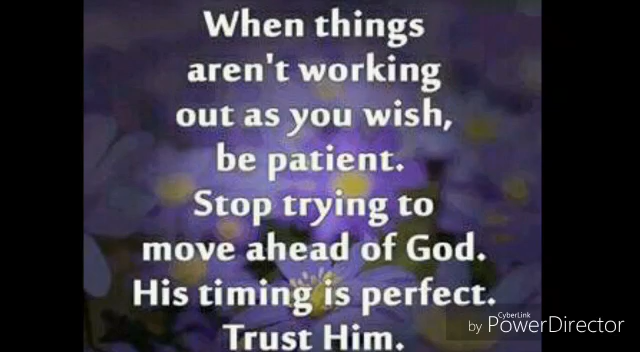 When things
aren't working
out as you wish,
be patient.
Stop trying to
move ahead of God.
His timing is perfect.
Trust Him.
CyberLink
by PowerDirector